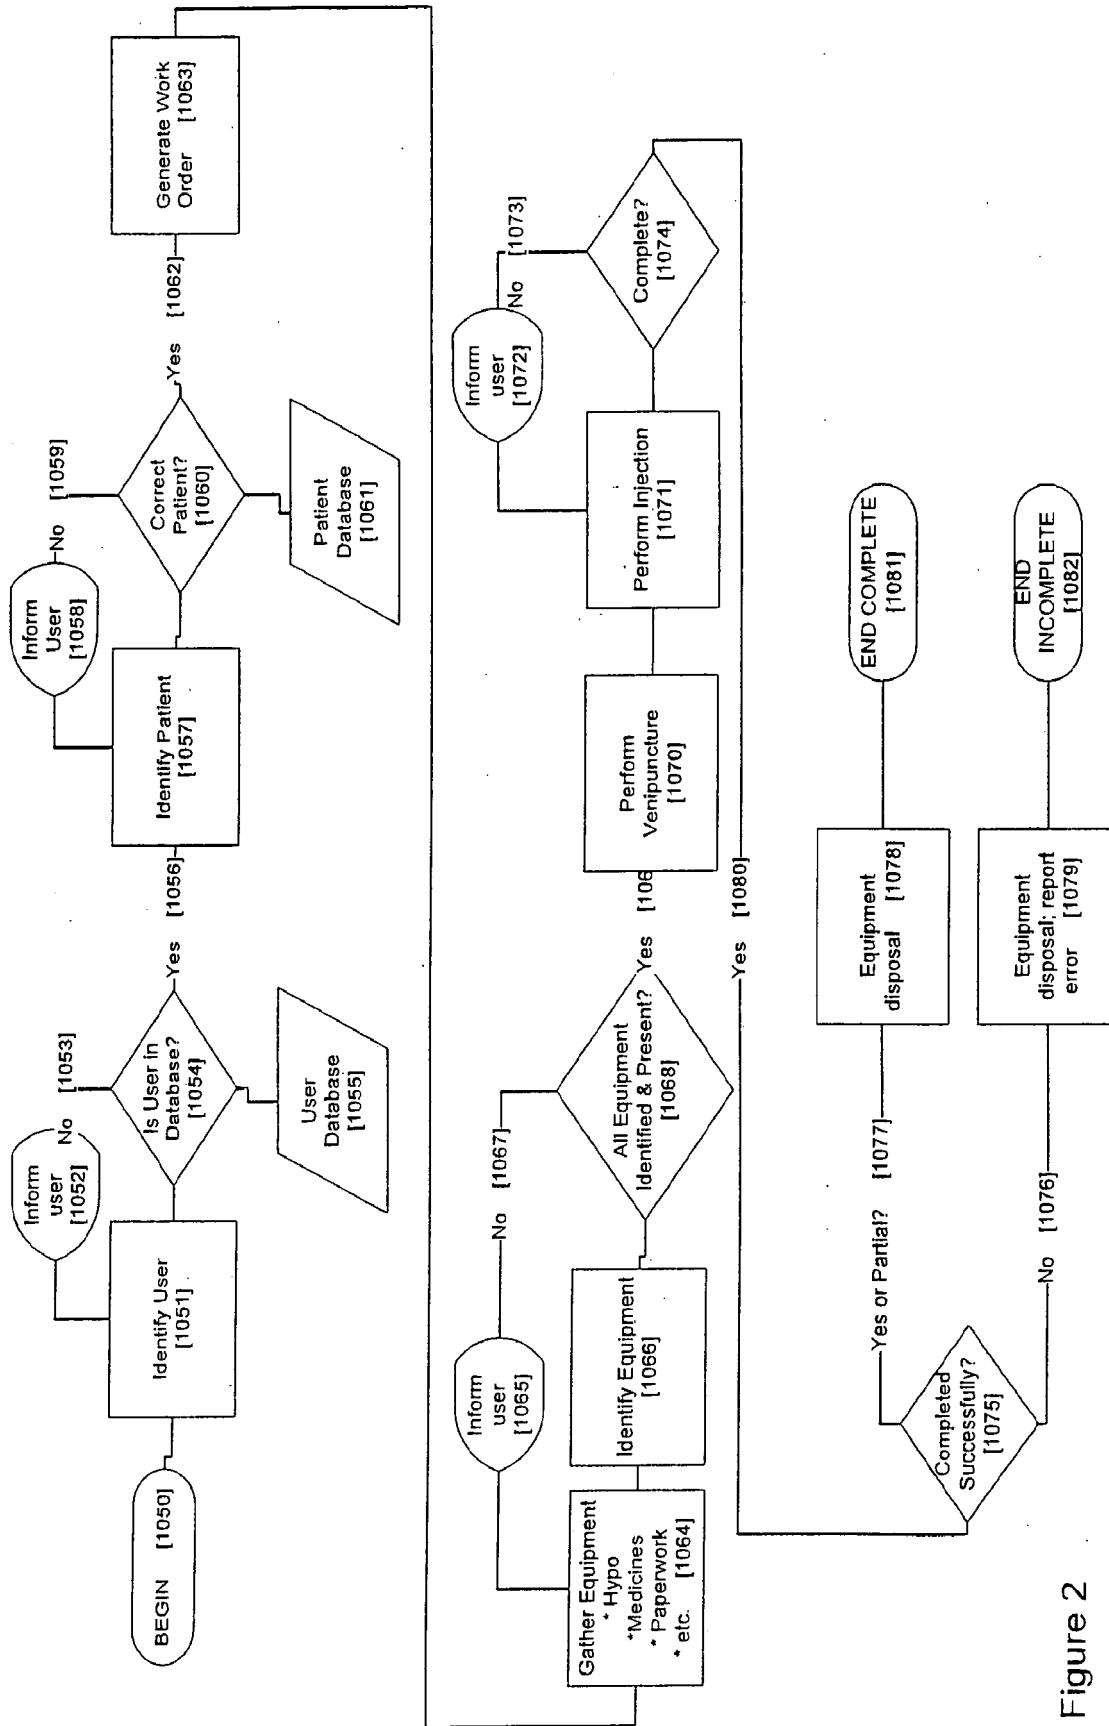 BEGIN [1050]
Identify User
[1051]
Inform
user
[1052]
No
[1053]
Is User in
Database?
[1054]
User
Database
[1055]
Yes [1056]
Identify Patient
[1057]
Inform
User
[1058]
No
[1059]
Correct
Patient?
[1060]
Patient
Database
[1061]
Yes [1062]
Generate Work
Order [1063]
Gather Equipment
* Hypo
*Medicines
* Paperwork
* etc. [1064]
Inform
user
[1065]
Identify Equipment
[1066]
No [1067]
All Equipment
Identified & Present?
[1068]
Yes
Perform
Venipuncture
[1070]
Perform Injection
[1071]
Inform
user
[1072]
No
[1073]
Complete?
[1074]
Yes [1080]
Completed
Successfully?
[1075]
Yes or Partial? [1077]
Equipment
disposal [1078]
END COMPLETE
[1081]
No [1076]
Equipment
disposal; report
error [1079]
END
INCOMPLETE
[1082]
Figure 2